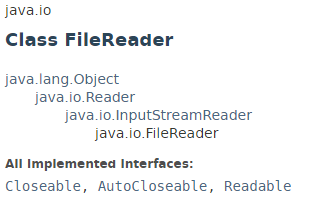 java.io
Class FileReader
java.lang.Object
java.io.Reader
java.io.InputStreamReader
java.io.FileReader
All Implemented Interfaces:
Closeable, AutoCloseable, Readable